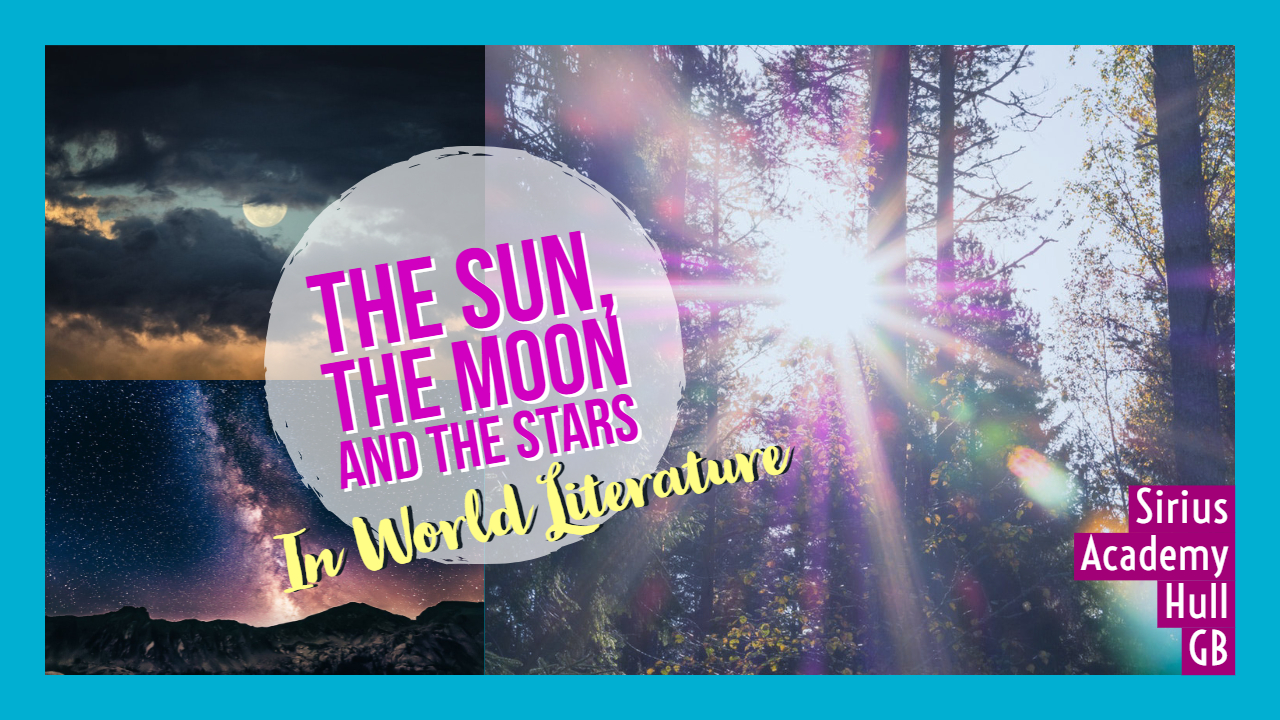 THE SUN,
THE MOON
AND THE STARS
In World Literature
Sirius
Academy
Hull
GB